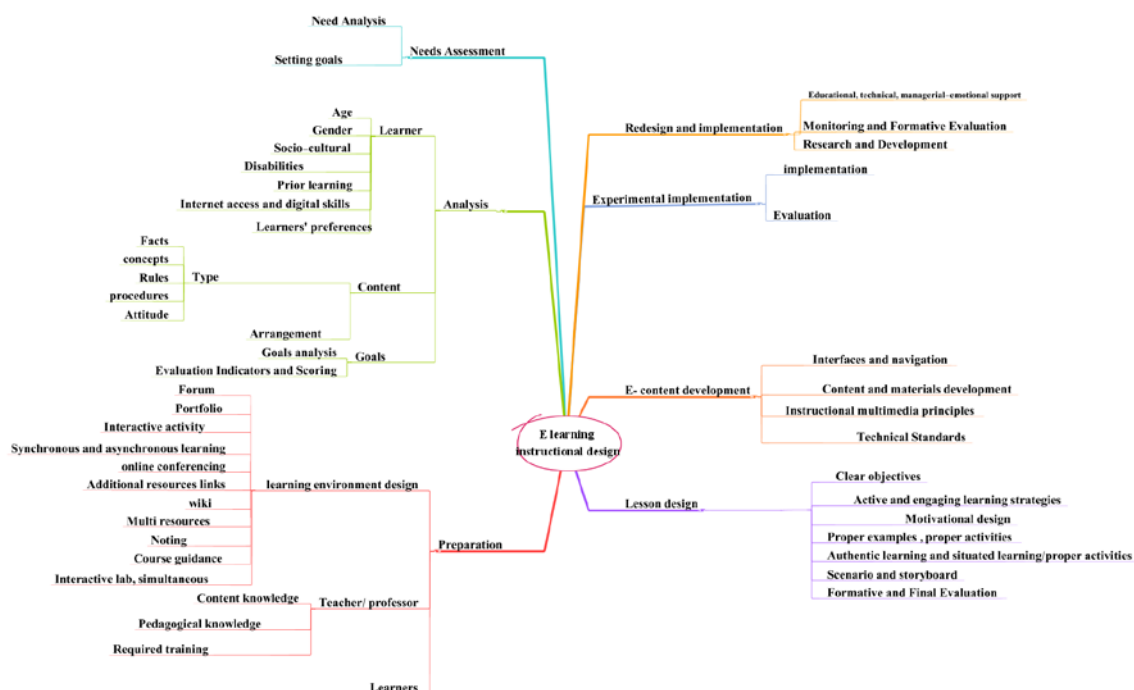 Need Analysis
Setting goals
Needs Assessment
Age
Gender
Socio-cultural
Disabilities
Prior learning
Internet access and digital skills
Learners' preferences
Learner
Analysis
Facts
concepts
Rules
procedures
Attitude
Type
Arrangement
Content
Goals analysis
Evaluation Indicators and Scoring
Goals
Forum
Portfolio
Interactive activity
Synchronous and asynchronous learning
online conferencing
Additional resources links
wiki
Multi resources
Noting
Course guidance
Interactive lab, simultaneous
learning environment design
Preparation
Content knowledge
Pedagogical knowledge
Required training
Teacher/ professor
Learners
E learning
instructional design
Redesign and implementation
Educational, technical, managerial-emotional support
Monitoring and Formative Evaluation
Research and Development
Experimental implementation
implementation
Evaluation
E- content development
Interfaces and navigation
Content and materials development
Instructional multimedia principles
Technical Standards
Lesson design
Clear objectives
Active and engaging learning strategies
Motivational design
Proper examples , proper activities
Authentic learning and situated learning/proper activities
Scenario and storyboard
Formative and Final Evaluation